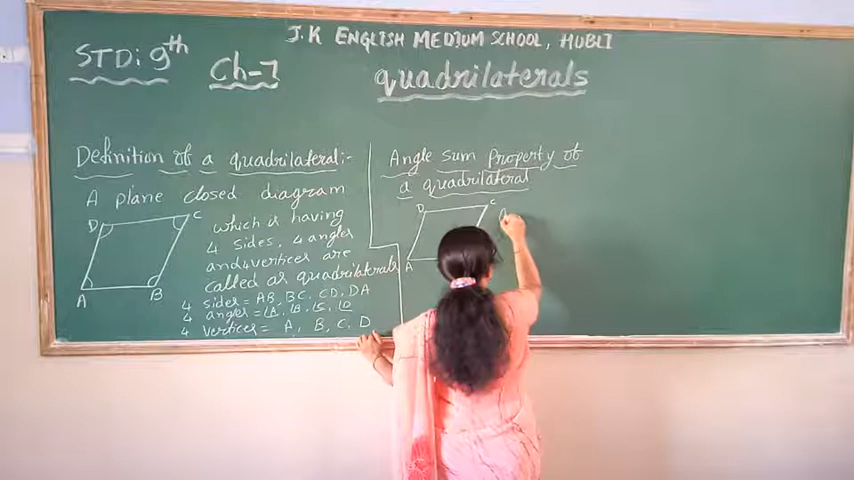 J.K ENGLISH MEDIUM SCHOOL, HUBLI
STD: 9th
Ch-7
quadrilaterals
Definition of a quadrilateral:-
A plane closed diagram
which is having
4 sides, 4 angles
and 4 vertices are
called as quadrilaterals
4 sides = AB, BC, CD, DA
4 angles = ∠A, ∠B, ∠C, ∠D
4 vertices = A, B, C, D
D C
A B
Angle sum property of
a quadrilateral
D C
A